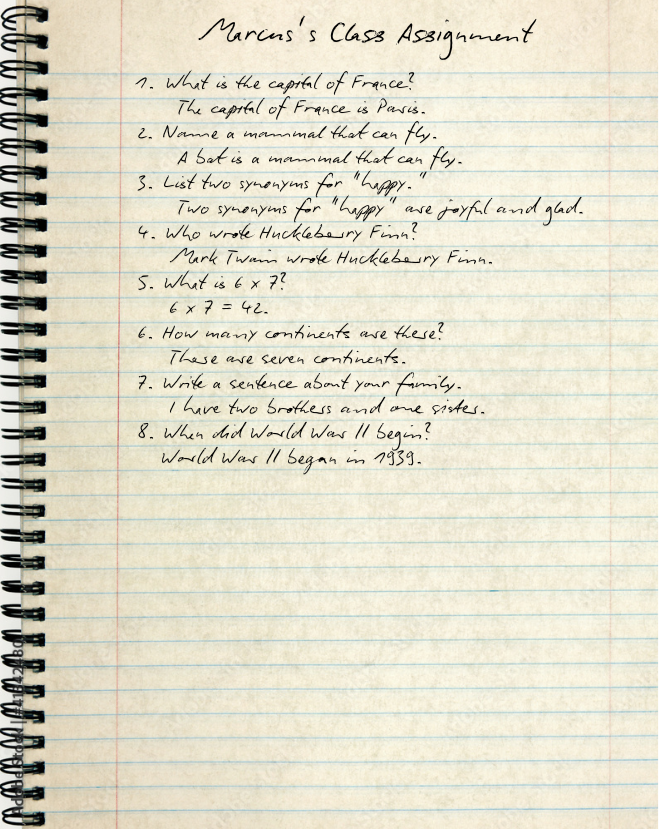 Marcus's Class Assignment
1. What is the capital of France?
The capital of France is Paris.
2. Name a mammal that can fly.
A bat is a mammal that can fly.
3. List two synonyms for "happy."
Two synonyms for "happy" are joyful and glad.
4. Who wrote Huckleberry Finn?
Mark Twain wrote Huckleberry Finn.
5. What is 6 x 7?
6 x 7 = 42.
6. How many continents are there?
There are seven continents.
7. Write a sentence about your family.
I have two brothers and one sister.
8. When did World War II begin?
World War II began in 1939.